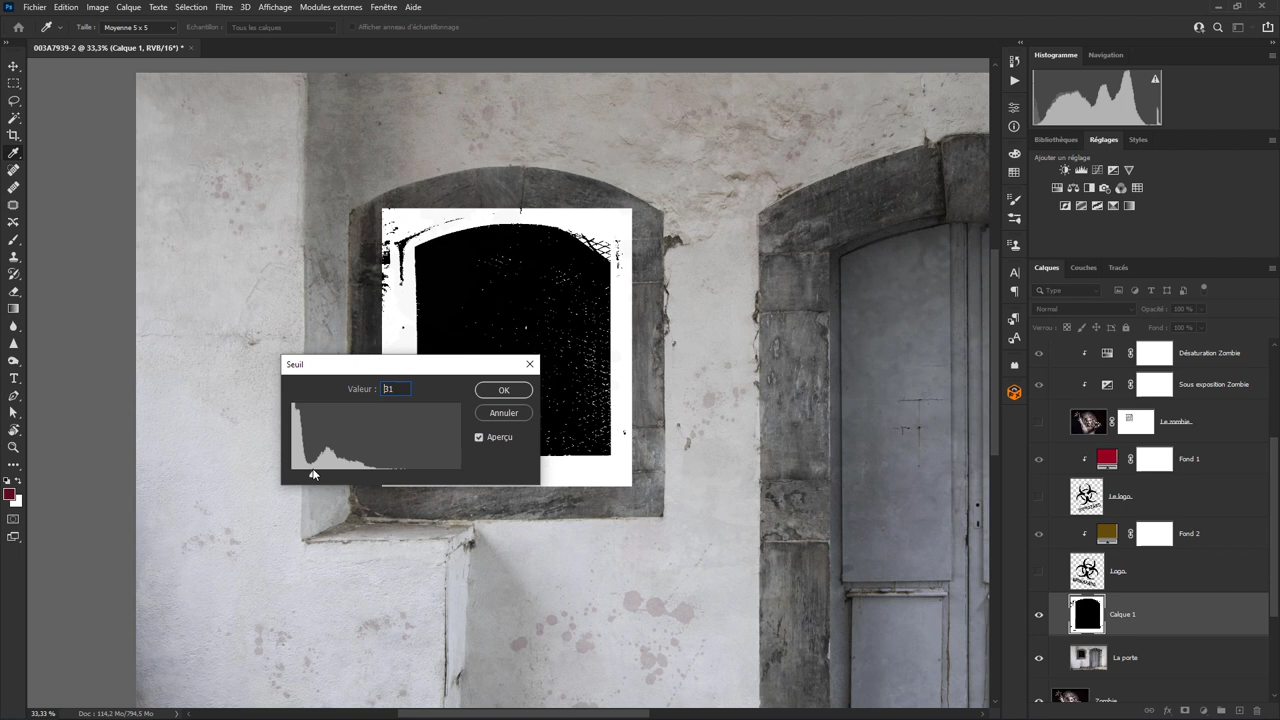 Ps Fichier Edition Image Calque Texte Sélection Filtre 3D Affichage Modules externes Fenêtre Aide
Taille : Moyenne 5 x 5 Echantillon : Tous les calques Afficher anneau d'échantillonnage
003A7939-2 @ 33,3% (Calque 1, RVB/16*) * ×
Histogramme Navigation
Bibliothèques Réglages Styles
Ajouter un réglage
Calques Couches Tracés
Type
Normal Opacité : 100 %
Verrou : Fond : 100 %
Désaturation Zombie
Sous exposition Zombie
Le zombie
Fond 1
Le logo
Fond 2
Logo
Calque 1
La porte
Zombie
Seuil
Valeur : 31
OK
Annuler
Aperçu
33,33 % Doc : 114,2 Mo/794,5 Mo